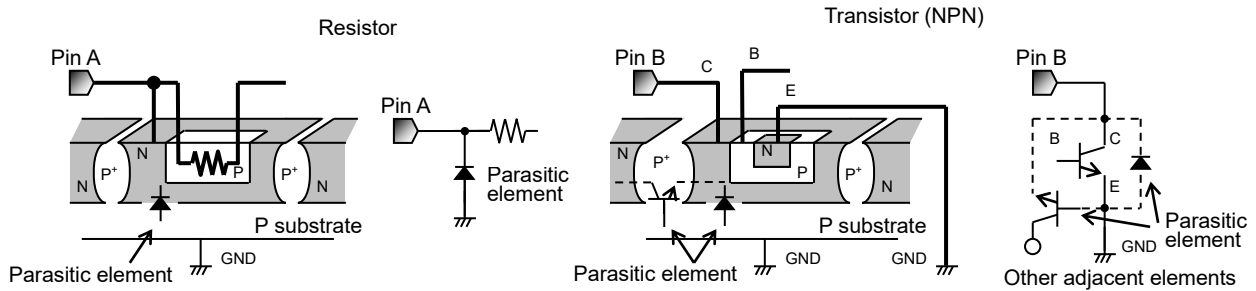 Resistor
Transistor (NPN)
Pin A
Pin A
N
P+
N
P
P+
N
Parasitic element
Parasitic
element
P substrate
GND
Pin B
C
B
E
N
P+
N
N
P
P+
N
P substrate
Parasitic element
GND
GND
Pin B
B
C
E
GND
Parasitic
element
Other adjacent elements